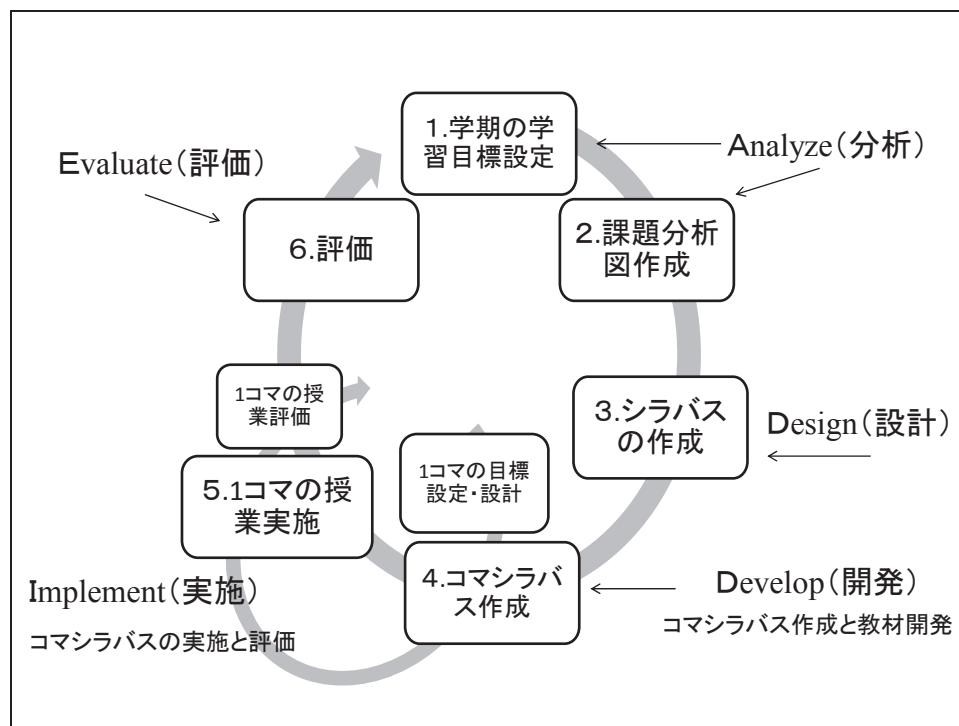 1.学期の学
習目標設定
Evaluate(評価)
Analyze(分析)
6.評価
2.課題分析
図作成
1コマの授
業評価
3.シラバス
の作成
Design(設計)
5.1コマの授
業実施
1コマの目標
設定・設計
4.コマシラバ
ス作成
Implement(実施)
コマシラバスの実施と評価
Develop(開発)
コマシラバス作成と教材開発